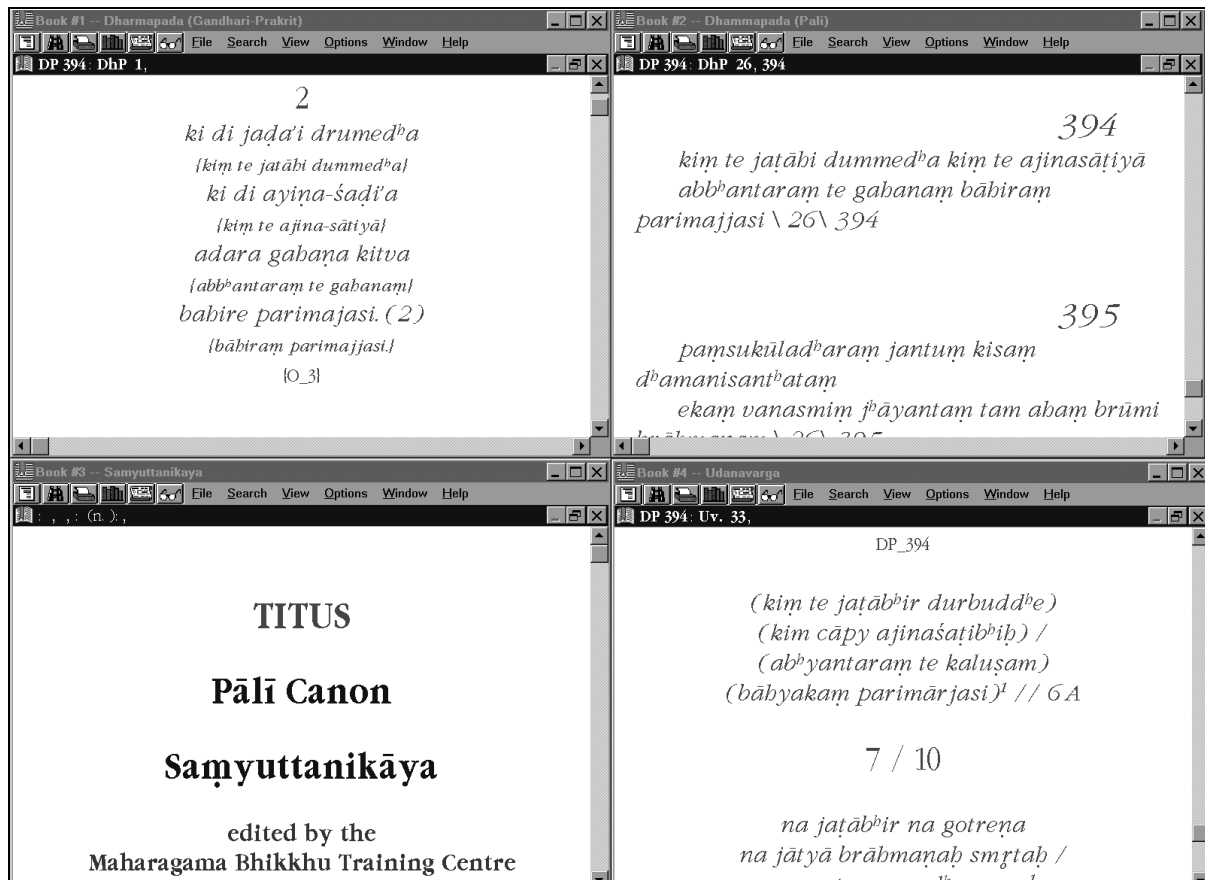 Book #1 -- Dharmapada (Gandhari-Prakrit)
File Search View Options Window Help
DP 394: DhP 1,
2
ki di jaḍa'i drumedʰa
{kiṃ te jatāhi dummedʰa}
ki di ayiṇa-śaḍi'a
{kiṃ te ajina-sātiyā}
adara gahaṇa kitva
{abbʰantaraṃ te gahanaṃ}
bahire parimajasi. (2)
{bāhiraṃ parimajjasi.}
{O_3}
Book #2 -- Dhammapada (Pali)
File Search View Options Window Help
DP 394: DhP 26, 394
394
kiṃ te jaṭāhi dummedʰa kiṃ te ajinasāṭiyā
abbʰantaraṃ te gahanaṃ bāhiraṃ
parimajjasi \ 26\ 394
395
paṃsukūladʰaraṃ jantuṃ kisaṃ
dʰamanisantʰataṃ
ekaṃ vanasmiṃ jʰāyantaṃ tam ahaṃ brūmi
Book #3 -- Samyuttanikaya
File Search View Options Window Help
: , , : (n. ):,
TITUS
Pālī Canon
Saṃyuttanikāya
edited by the
Maharagama Bhikkhu Training Centre
Book #4 -- Udanavarga
File Search View Options Window Help
DP 394: Uv. 33,
DP_394
(kiṃ te jaṭābʰir durbuddʰe)
(kim cāpy ajinaśaṭibʰiḥ) /
(abʰyantaraṃ te kaluṣam)
(bāhyakaṃ parimārjasi)¹ // 6 A
7 / 10
na jaṭābʰir na gotreṇa
na jātyā brāhmaṇaḥ smr̥taḥ /